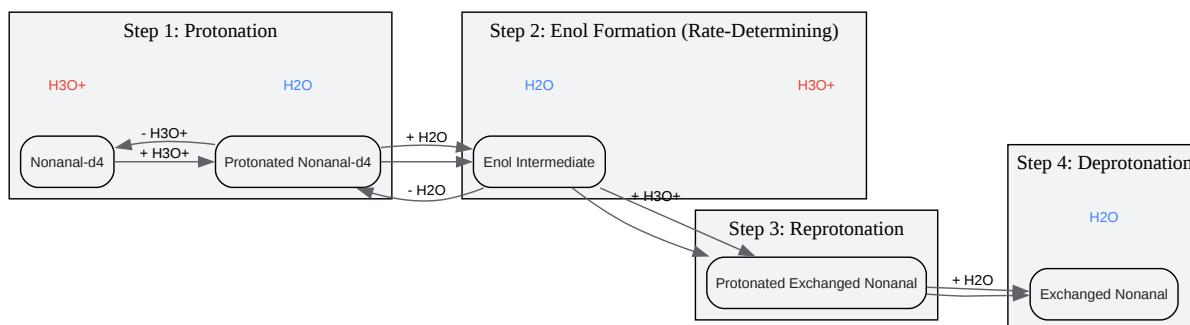 Step 1: Protonation
H3O+
H2O
- H3O+
+ H3O+
Nonanal-d4
Protonated Nonanal-d4
Step 2: Enol Formation (Rate-Determining)
H2O
H3O+
+ H2O
- H2O
Enol Intermediate
+ H3O+
Step 3: Reprotonation
Protonated Exchanged Nonanal
+ H2O
Step 4: Deprotonation
H2O
Exchanged Nonanal